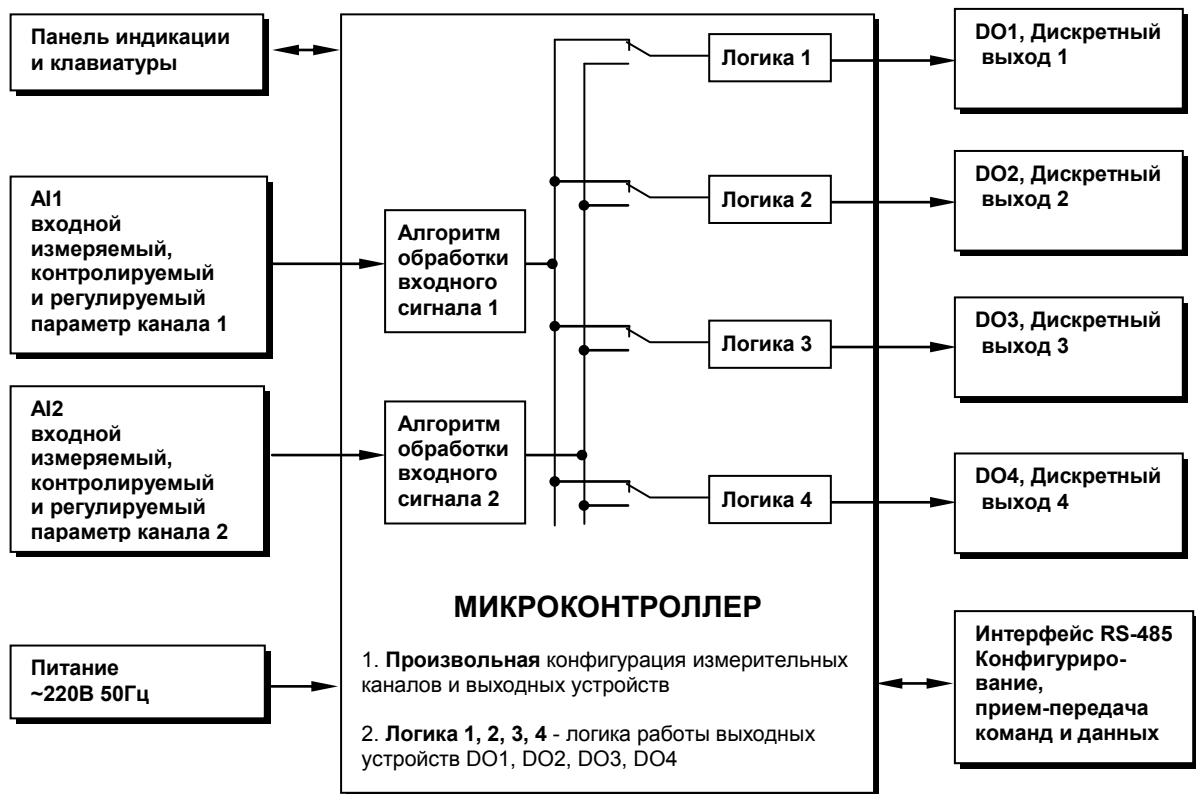 Панель индикации
и клавиатуры
AI1
входной
измеряемый,
контролируемый
и регулируемый
параметр канала 1
AI2
входной
измеряемый,
контролируемый
и регулируемый
параметр канала 2
Питание
~220В 50Гц
Алгоритм
обработки
входного
сигнала 1
Алгоритм
обработки
входного
сигнала 2
Логика 1
Логика 2
Логика 3
Логика 4
МИКРОКОНТРОЛЛЕР
1. Произвольная конфигурация измерительных
каналов и выходных устройств
2. Логика 1, 2, 3, 4 - логика работы выходных
устройств DO1, DO2, DO3, DO4
DO1, Дискретный
выход 1
DO2, Дискретный
выход 2
DO3, Дискретный
выход 3
DO4, Дискретный
выход 4
Интерфейс RS-485
Конфигуриро-
вание,
прием-передача
команд и данных